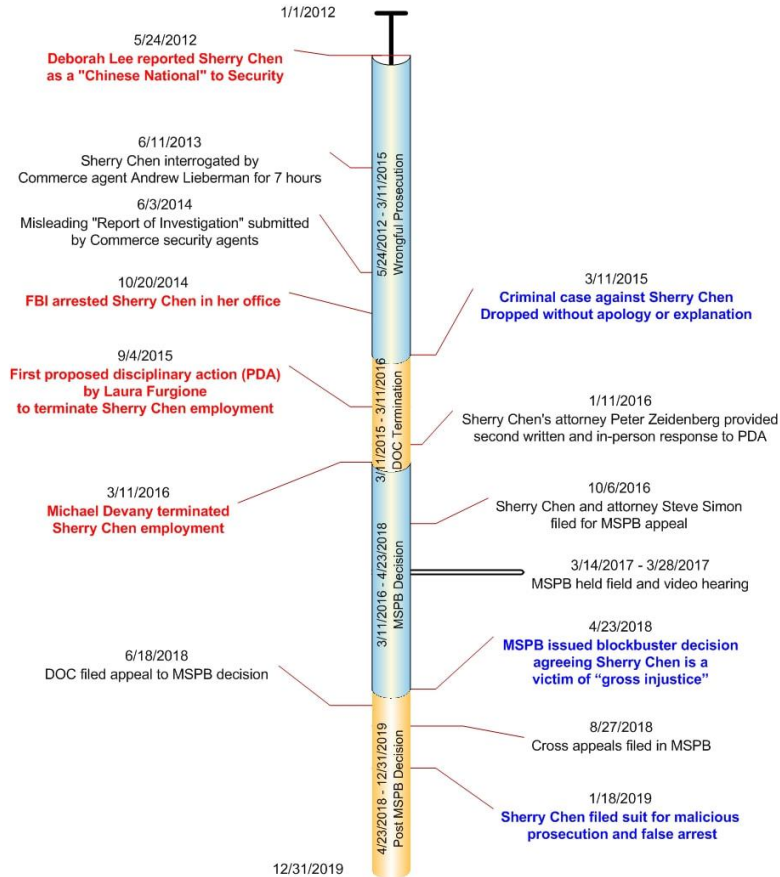 1/1/2012
5/24/2012
Deborah Lee reported Sherry Chen
as a "Chinese National" to Security
6/11/2013
Sherry Chen interrogated by
Commerce agent Andrew Lieberman for 7 hours
6/3/2014
Misleading "Report of Investigation" submitted
by Commerce security agents
10/20/2014
FBI arrested Sherry Chen in her office
5/24/2012 - 3/11/2015
Wrongful Prosecution
3/11/2015
Criminal case against Sherry Chen
Dropped without apology or explanation
9/4/2015
First proposed disciplinary action (PDA)
by Laura Furgione
to terminate Sherry Chen employment
3/11/2015 - 3/11/2016
DOC Termination
1/11/2016
Sherry Chen's attorney Peter Zeidenberg provided
second written and in-person response to PDA
3/11/2016
Michael Devany terminated
Sherry Chen employment
10/6/2016
Sherry Chen and attorney Steve Simon
filed for MSPB appeal
3/11/2016 - 4/23/2018
MSPB Decision
3/14/2017 - 3/28/2017
MSPB held field and video hearing
4/23/2018
MSPB issued blockbuster decision
agreeing Sherry Chen is a
victim of “gross injustice”
6/18/2018
DOC filed appeal to MSPB decision
8/27/2018
Cross appeals filed in MSPB
4/23/2018 - 12/31/2019
Post MSPB Decision
1/18/2019
Sherry Chen filed suit for malicious
prosecution and false arrest
12/31/2019